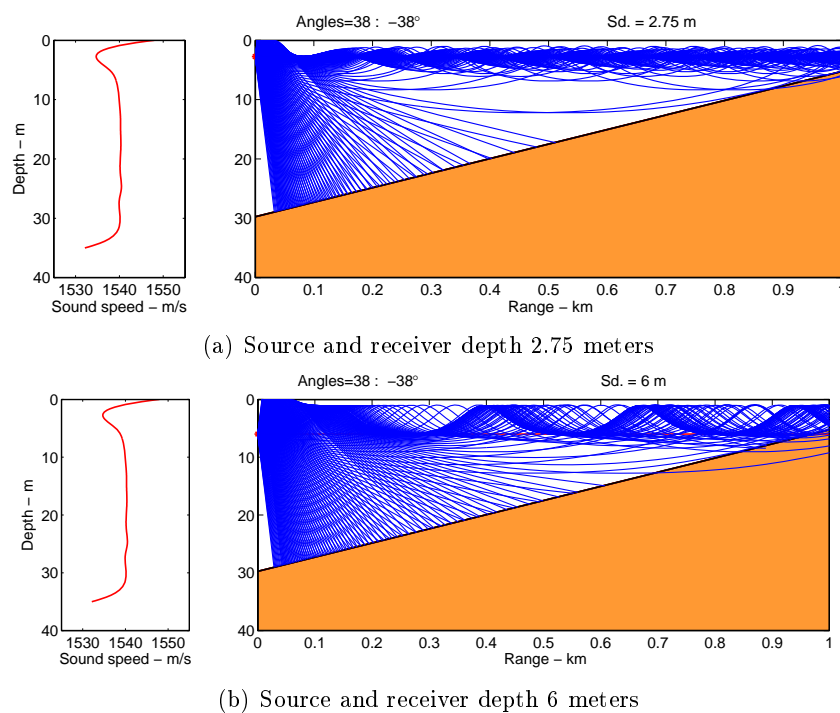 Angles=38 : −38° Sd. = 2.75 m
0
10
20
30
40
Depth – m
1530 1540 1550
Sound speed – m/s
0
10
20
30
40
0 0.1 0.2 0.3 0.4 0.5 0.6 0.7 0.8 0.9 1
Range – km
(a) Source and receiver depth 2.75 meters
Angles=38 : −38° Sd. = 6 m
0
10
20
30
40
Depth – m
1530 1540 1550
Sound speed – m/s
0
10
20
30
40
0 0.1 0.2 0.3 0.4 0.5 0.6 0.7 0.8 0.9 1
Range – km
(b) Source and receiver depth 6 meters